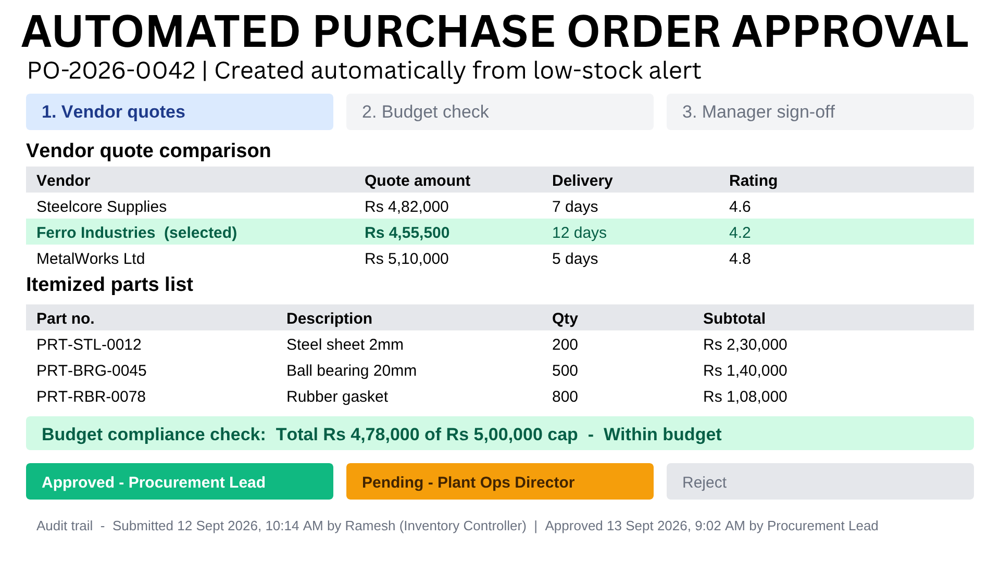 AUTOMATED PURCHASE ORDER APPROVAL
PO-2026-0042 | Created automatically from low-stock alert
1. Vendor quotes 2. Budget check 3. Manager sign-off
Vendor quote comparison
Vendor Quote amount Delivery Rating
Steelcore Supplies Rs 4,82,000 7 days 4.6
Ferro Industries (selected) Rs 4,55,500 12 days 4.2
MetalWorks Ltd Rs 5,10,000 5 days 4.8
Itemized parts list
Part no. Description Qty Subtotal
PRT-STL-0012 Steel sheet 2mm 200 Rs 2,30,000
PRT-BRG-0045 Ball bearing 20mm 500 Rs 1,40,000
PRT-RBR-0078 Rubber gasket 800 Rs 1,08,000
Budget compliance check: Total Rs 4,78,000 of Rs 5,00,000 cap - Within budget
Approved - Procurement Lead Pending - Plant Ops Director Reject
Audit trail - Submitted 12 Sept 2026, 10:14 AM by Ramesh (Inventory Controller) | Approved 13 Sept 2026, 9:02 AM by Procurement Lead